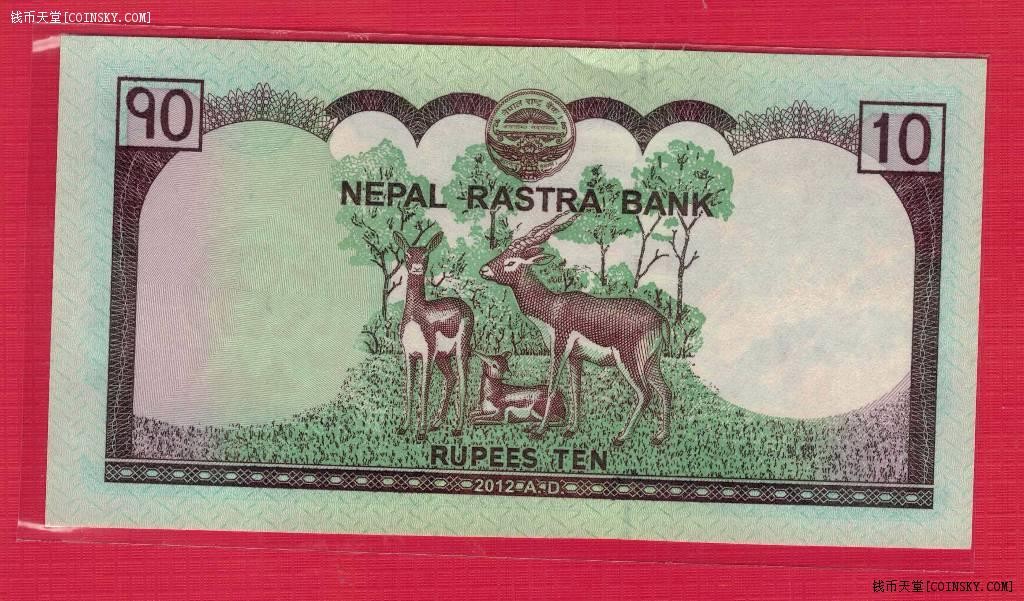 钱币天堂[COINSKY.COM]
१०
10
नेपाल राष्ट्र बैंक
NEPAL RASTRA BANK
RUPEES TEN
2012 A.D.
钱币天堂[COINSKY.COM]